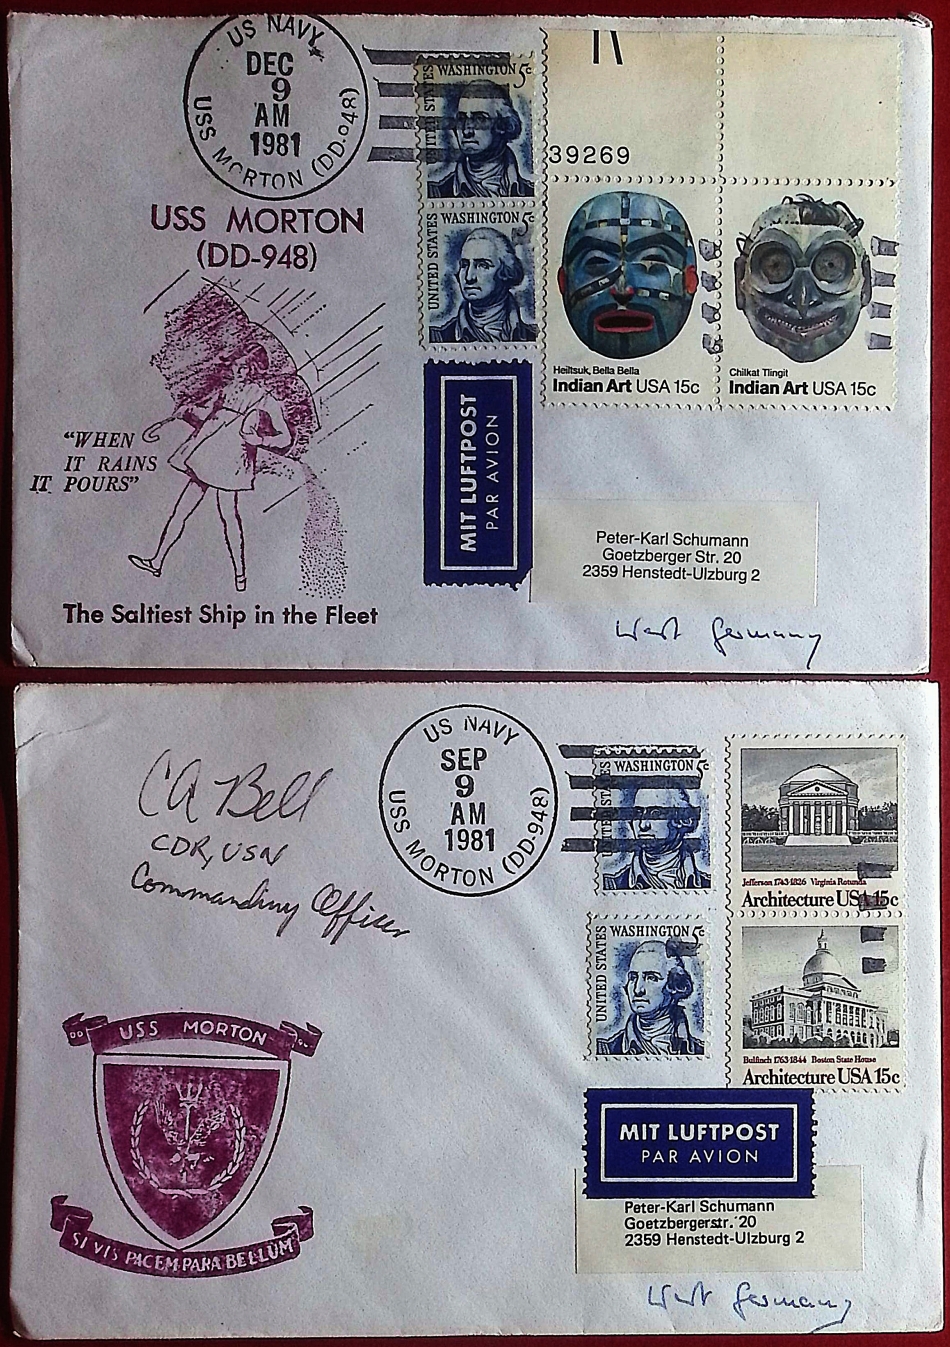 US NAVY
DEC
9
AM
1981
USS MORTON (DD-948)
UNITED STATES
WASHINGTON 5c
UNITED STATES
WASHINGTON 5c
39269
USS MORTON
(DD-948)
Heiltsuk, Bella Bella
Indian Art USA 15c
Chilkat Tlingit
Indian Art USA 15c
"WHEN
IT RAINS
IT POURS"
MIT LUFTPOST
PAR AVION
Peter-Karl Schumann
Goetzberger Str. 20
2359 Henstedt-Ulzburg 2
The Saltiest Ship in the Fleet
West Germany
CA Bell
CDR, USN
Commanding Officer
US NAVY
SEP
9
AM
1981
USS MORTON (DD-948)
UNITED STATES
WASHINGTON 5c
UNITED STATES
WASHINGTON 5c
Jefferson 1743-1826 Virginia Rotunda
Architecture USA 15c
Bulfinch 1763-1844 Boston State House
Architecture USA 15c
USS MORTON
SI VIS PACEM PARA BELLUM
MIT LUFTPOST
PAR AVION
Peter-Karl Schumann
Goetzbergerstr. 20
2359 Henstedt-Ulzburg 2
West Germany